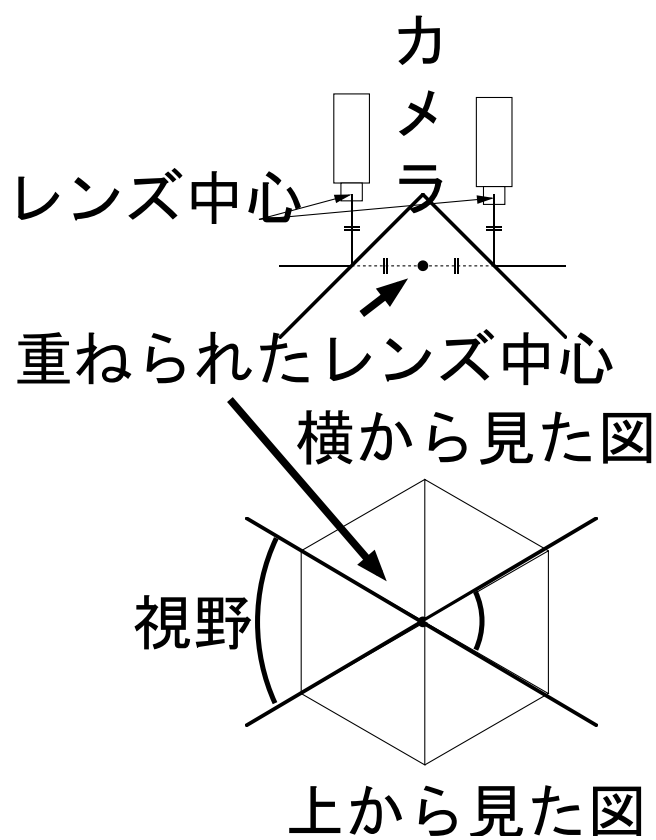 カメラ
レンズ中心
重ねられたレンズ中心
横から見た図
視野
上から見た図